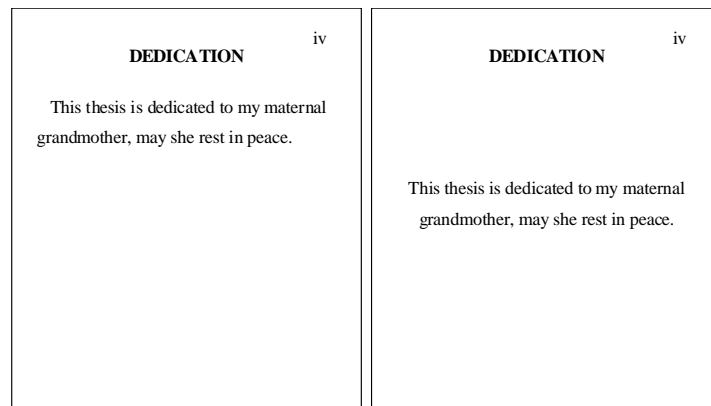 iv
DEDICATION
This thesis is dedicated to my maternal
grandmother, may she rest in peace.
iv
DEDICATION
This thesis is dedicated to my maternal
grandmother, may she rest in peace.